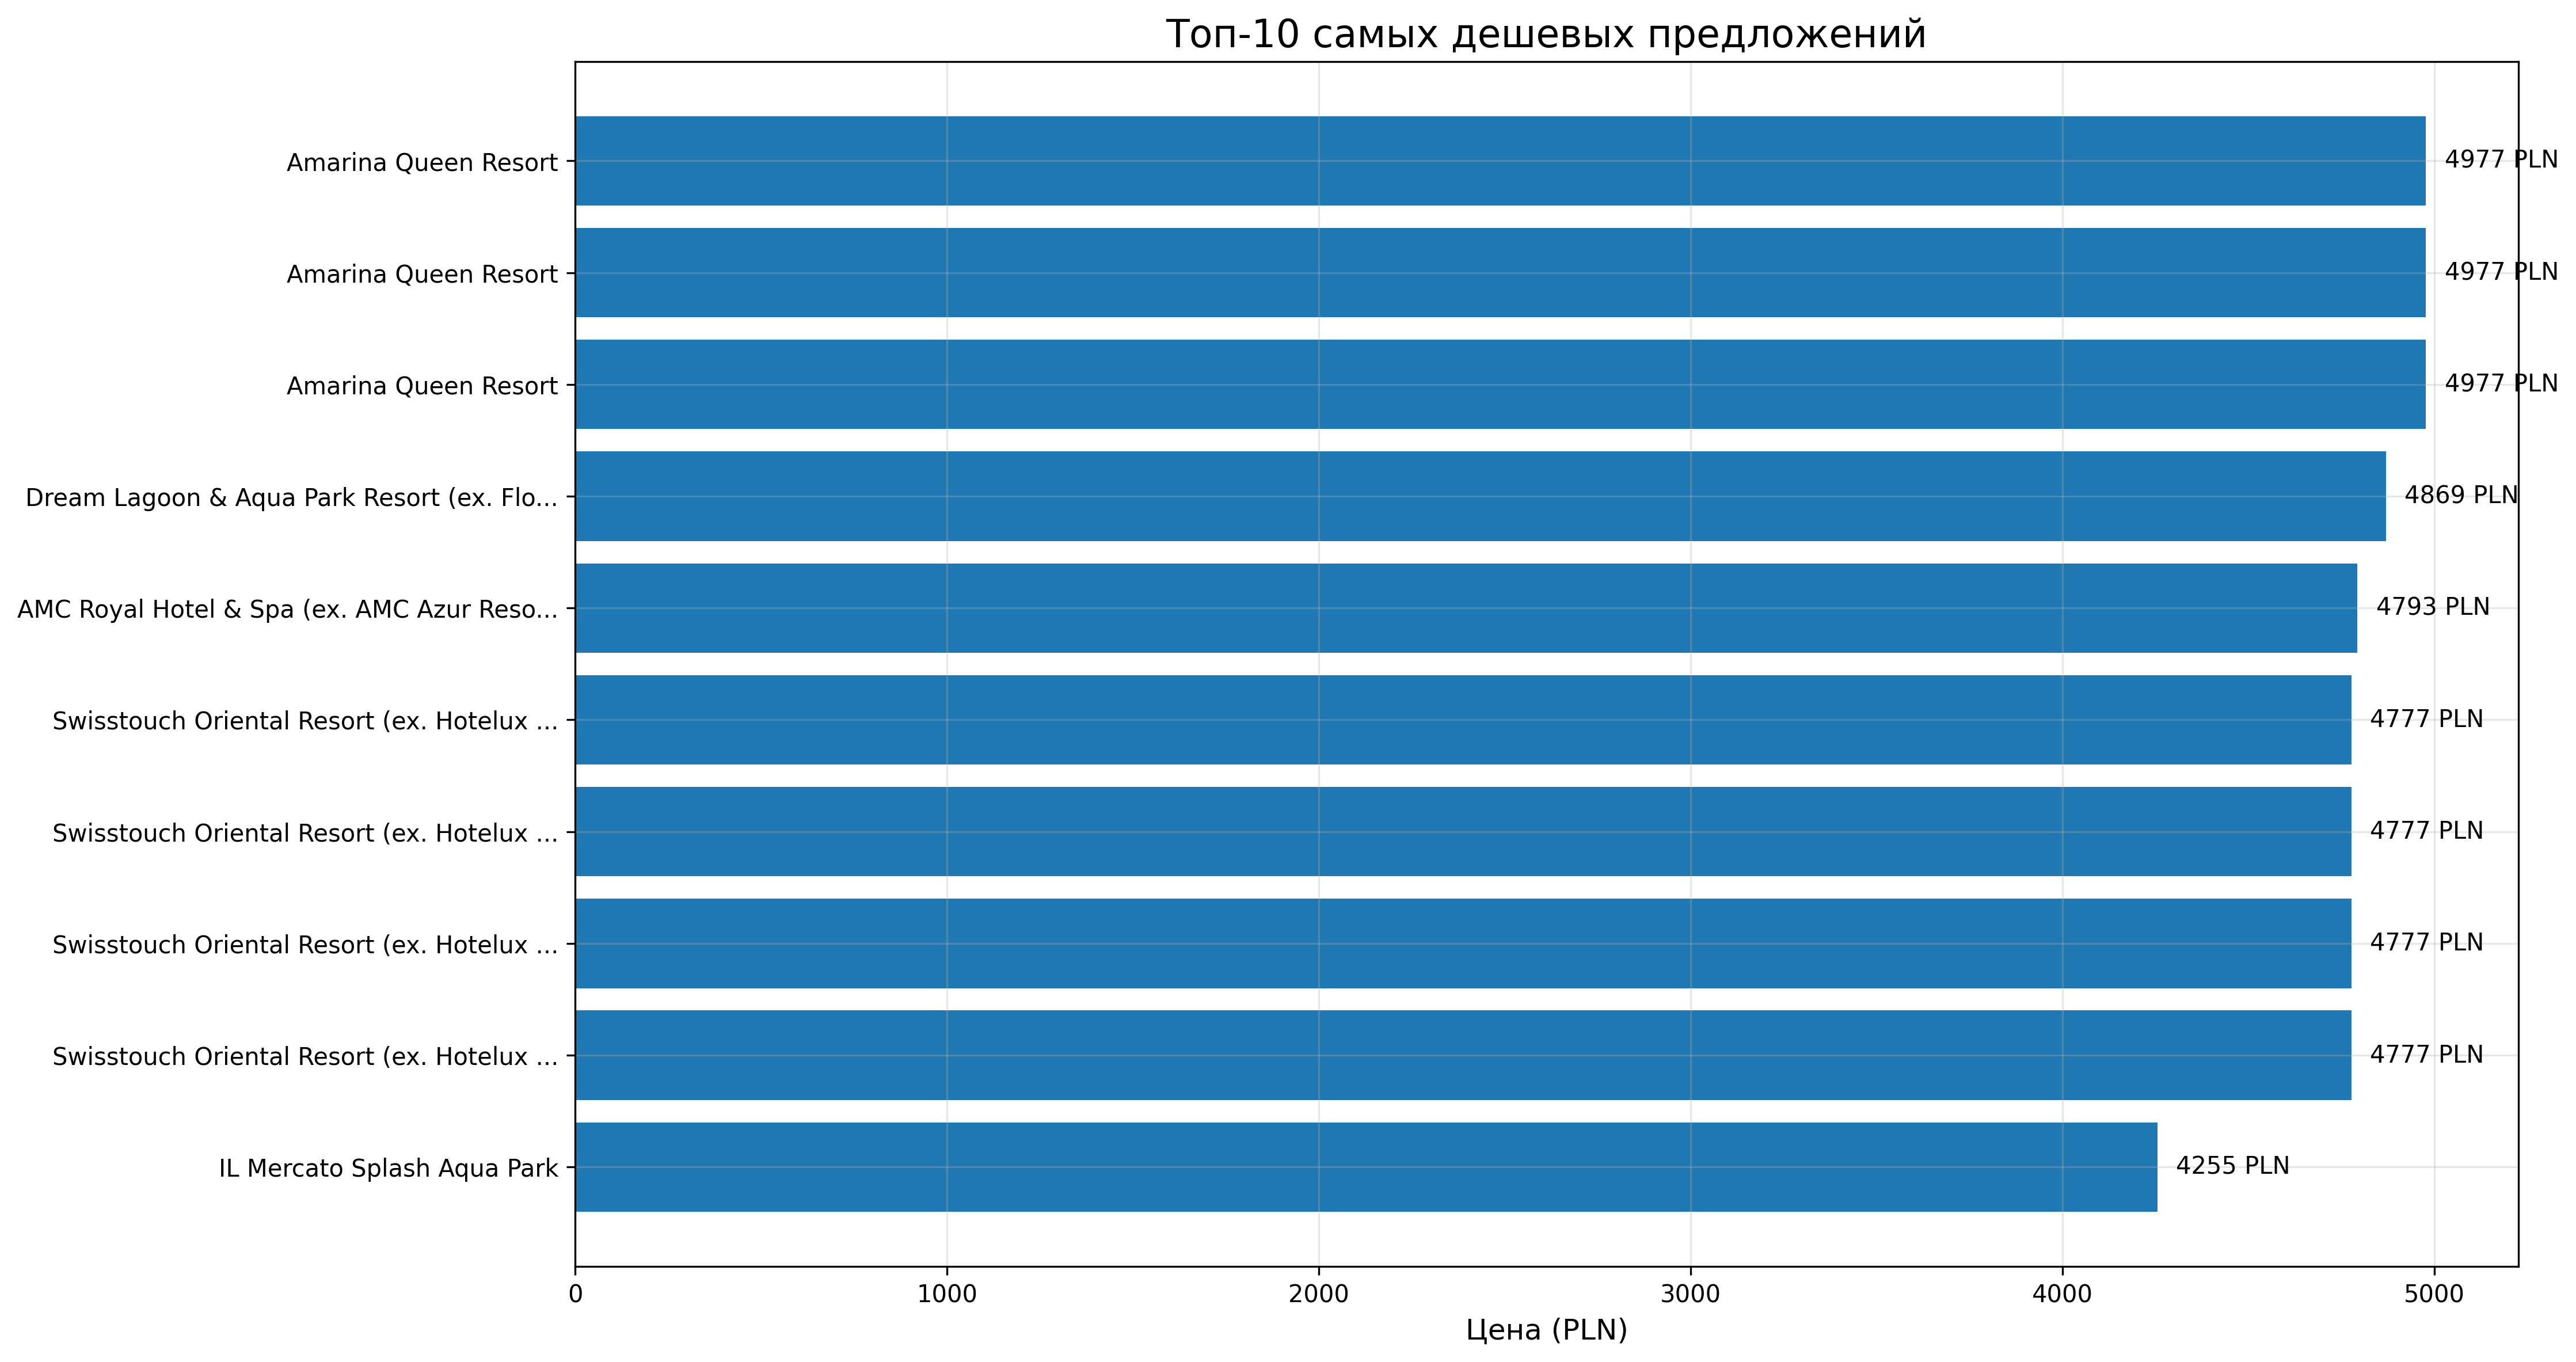 Топ-10 самых дешевых предложений
Amarina Queen Resort 4977 PLN
Amarina Queen Resort 4977 PLN
Amarina Queen Resort 4977 PLN
Dream Lagoon & Aqua Park Resort (ex. Flo... 4869 PLN
AMC Royal Hotel & Spa (ex. AMC Azur Reso... 4793 PLN
Swisstouch Oriental Resort (ex. Hotelux ... 4777 PLN
Swisstouch Oriental Resort (ex. Hotelux ... 4777 PLN
Swisstouch Oriental Resort (ex. Hotelux ... 4777 PLN
Swisstouch Oriental Resort (ex. Hotelux ... 4777 PLN
IL Mercato Splash Aqua Park 4255 PLN
0 1000 2000 3000 4000 5000
Цена (PLN)